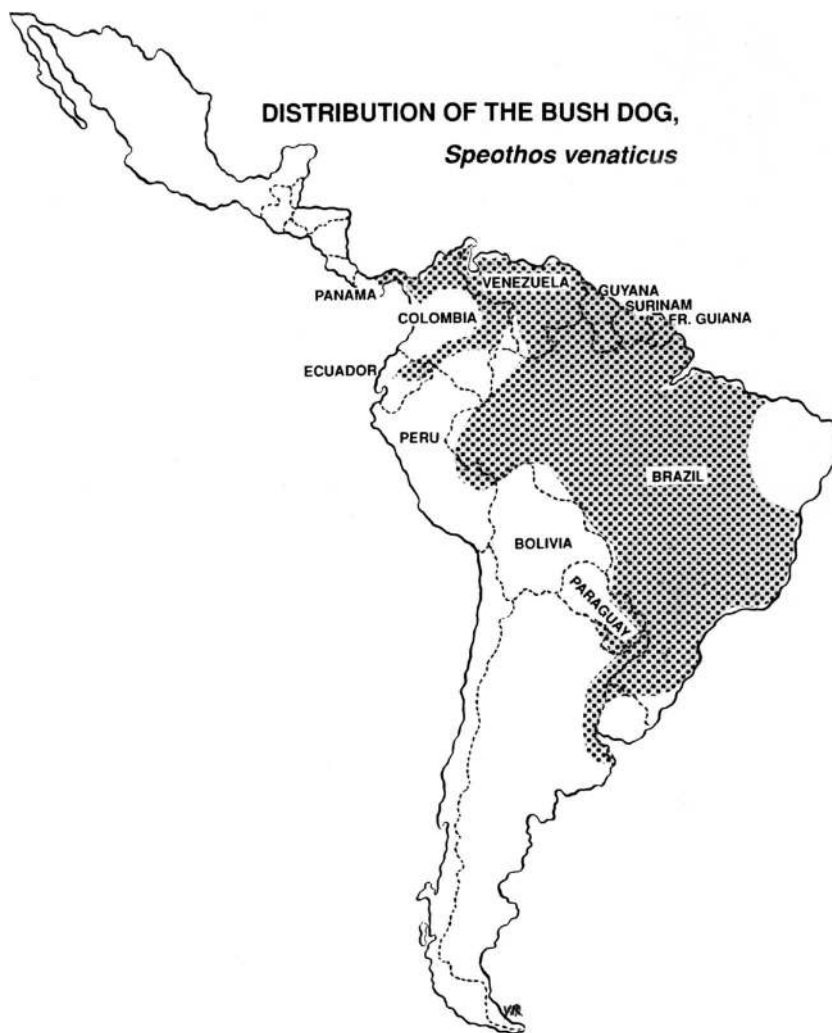 DISTRIBUTION OF THE BUSH DOG,
Speothos venaticus
PANAMA
VENEZUELA
GUYANA
SURINAM
FR. GUIANA
COLOMBIA
ECUADOR
PERU
BRAZIL
BOLIVIA
PARAGUAY